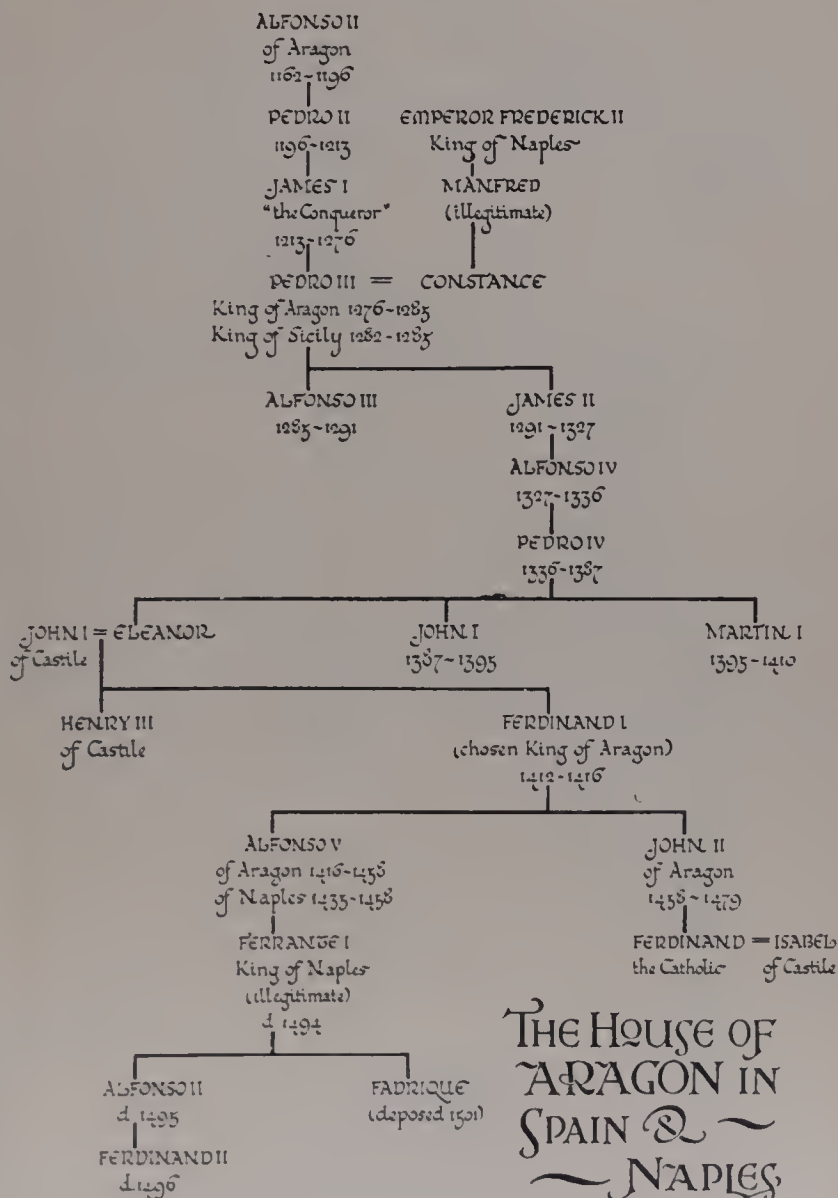 ALFONSO II
of Aragon
1162~1196
PEDRO II
1196~1213
EMPEROR FREDERICK II
King of Naples
JAMES I
"the Conqueror"
1213~1276
MANFRED
(illegitimate)
PEDRO III = CONSTANCE
King of Aragon 1276~1285
King of Sicily 1282-1285
ALFONSO III
1285~1291
JAMES II
1291~1327
ALFONSO IV
1327~1336
PEDRO IV
1336~1387
JOHN I = ELEANOR
of Castile
JOHN I
1387~1395
MARTIN I
1395~1410
HENRY III
of Castile
FERDINAND I
(chosen King of Aragon)
1412~1416
ALFONSO V
of Aragon 1416~1458
of Naples 1435~1458
JOHN II
of Aragon
1458~1479
FERRANTE I
King of Naples
(illegitimate)
d. 1494
FERDINAND = ISABEL
the Catholic of Castile
ALFONSO II
d. 1495
FADRIQUE
(deposed 1501)
FERDINAND II
d. 1496
THE HOUSE OF
ARAGON IN
SPAIN & ~
~ NAPLES